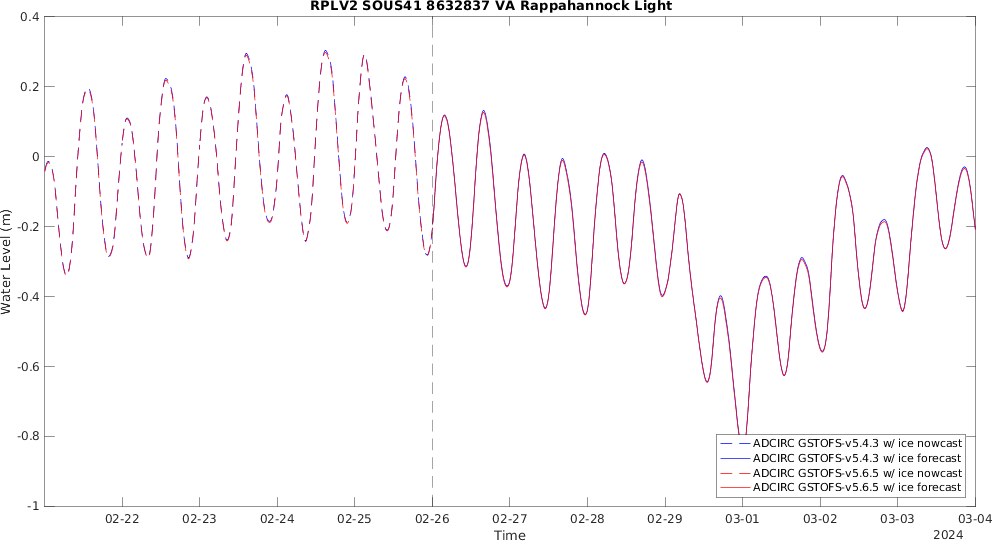 RPLV2 SOUS41 8632837 VA Rappahannock Light
0.4
0.2
0
-0.2
-0.4
-0.6
-0.8
-1
Water Level (m)
02-22 02-23 02-24 02-25 02-26 02-27 02-28 02-29 03-01 03-02 03-03 03-04
Time
2024
ADCIRC GSTOFS-v5.4.3 w/ ice nowcast
ADCIRC GSTOFS-v5.4.3 w/ ice forecast
ADCIRC GSTOFS-v5.6.5 w/ ice nowcast
ADCIRC GSTOFS-v5.6.5 w/ ice forecast